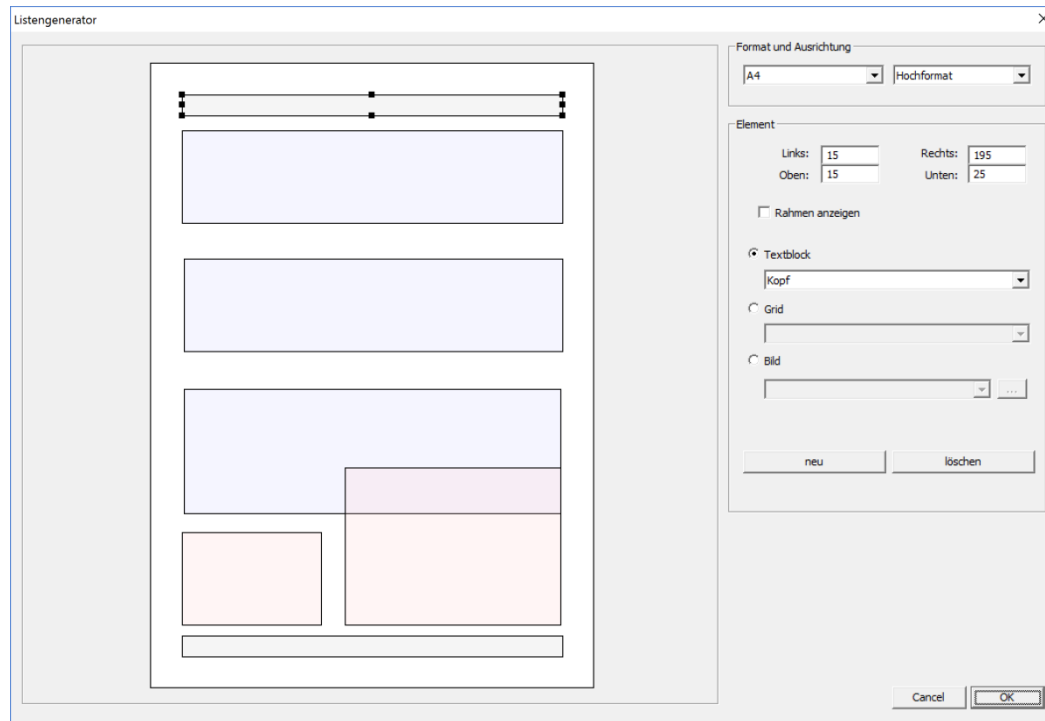 Listengenerator
Format und Ausrichtung
A4 Hochformat
Element
Links: 15 Rechts: 195
Oben: 15 Unten: 25
Rahmen anzeigen
Textblock
Kopf
Grid
Bild
...
neu löschen
Cancel OK